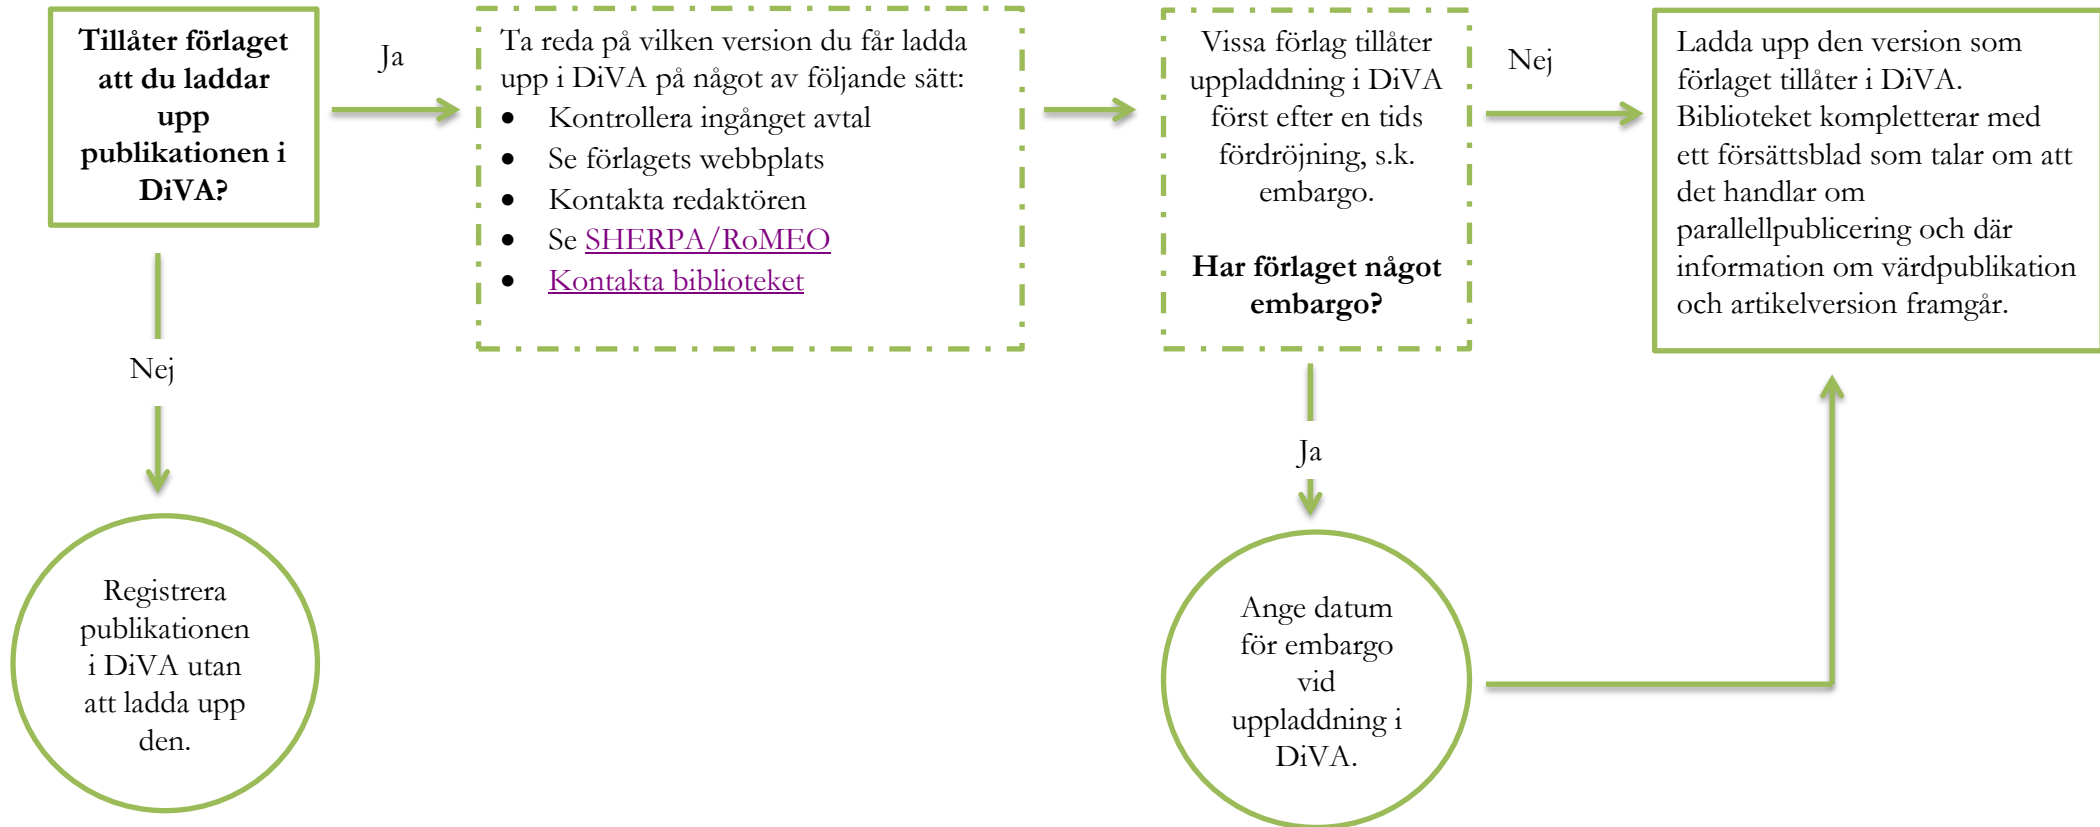 Tillåter förlaget
att du laddar
upp
publikationen i
DiVA?
Ja
Ta reda på vilken version du får ladda
upp i DiVA på något av följande sätt:
• Kontrollera ingånget avtal
• Se förlagets webbplats
• Kontakta redaktören
• Se SHERPA/RoMEO
• Kontakta biblioteket
Vissa förlag tillåter
uppladdning i DiVA
först efter en tids
fördröjning, s.k.
embargo.
Har förlaget något
embargo?
Nej
Ladda upp den version som
förlaget tillåter i DiVA.
Biblioteket kompletterar med
ett försättsblad som talar om att
det handlar om
parallellpublicering och där
information om värdpublikation
och artikelversion framgår.
Nej
Ja
Registrera
publikationen
i DiVA utan
att ladda upp
den.
Ange datum
för embargo
vid
uppladdning i
DiVA.